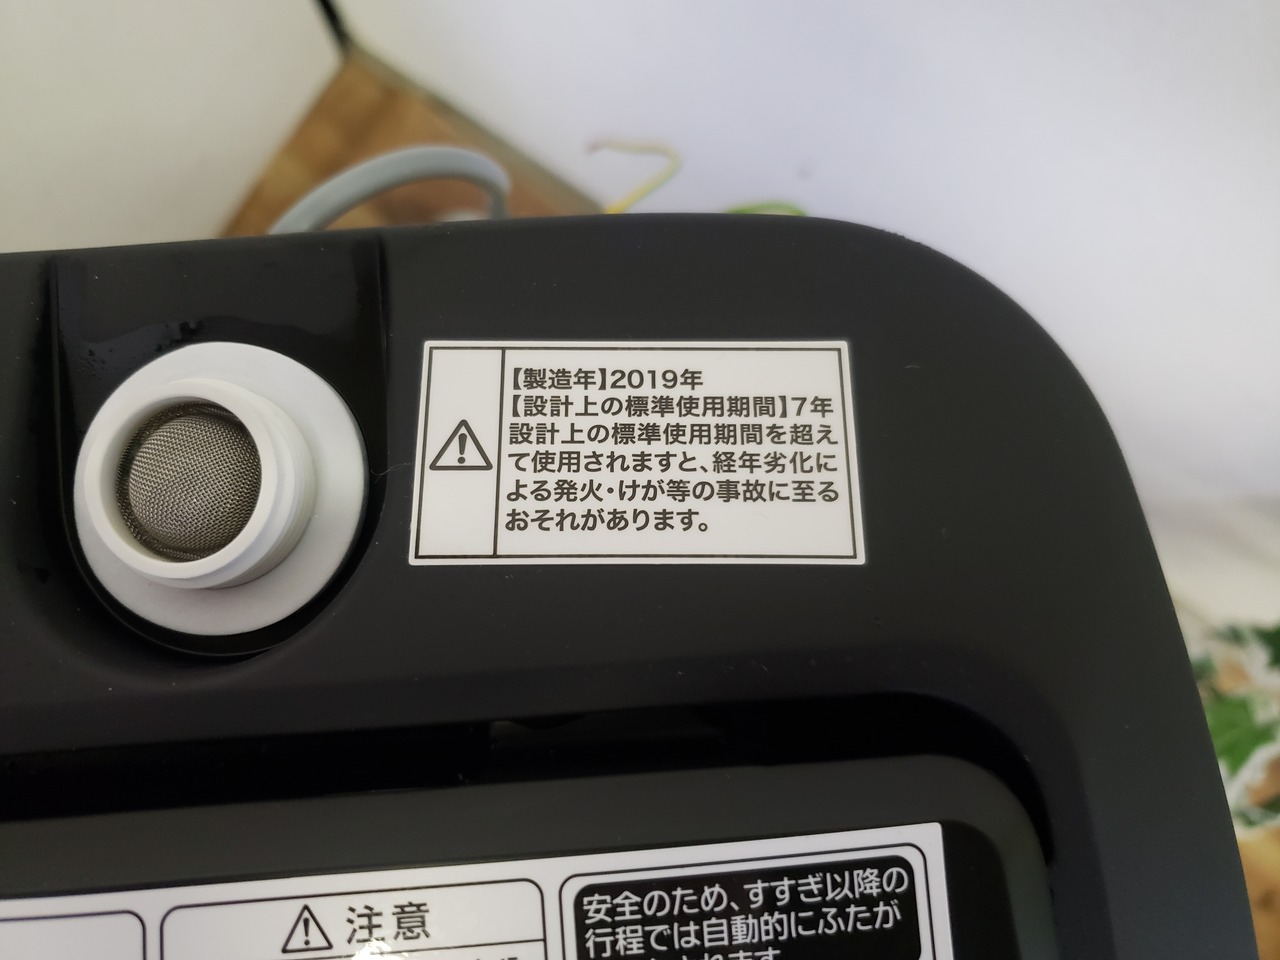 【製造年】2019年
【設計上の標準使用期間】7年
設計上の標準使用期間を超え
て使用されますと、経年劣化に
よる発火・けが等の事故に至る
おそれがあります。
注意
安全のため、すすぎ以降の
行程では自動的にふたが